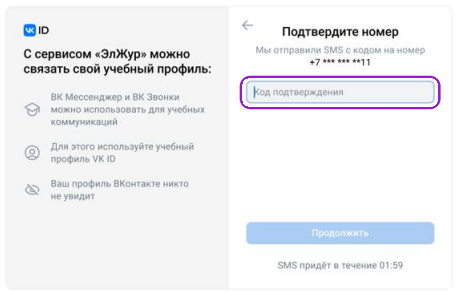 VK ID
С сервисом «ЭлЖур» можно
связать свой учебный профиль:
ВК Мессенджер и ВК Звонки
можно использовать для учебных
коммуникаций
Для этого используйте учебный
профиль VK ID
Ваш профиль ВКонтакте никто
не увидит
Подтвердите номер
Мы отправили SMS с кодом на номер
+7 *** *** **11
Код подтверждения
Продолжить
SMS придёт в течение 01:59